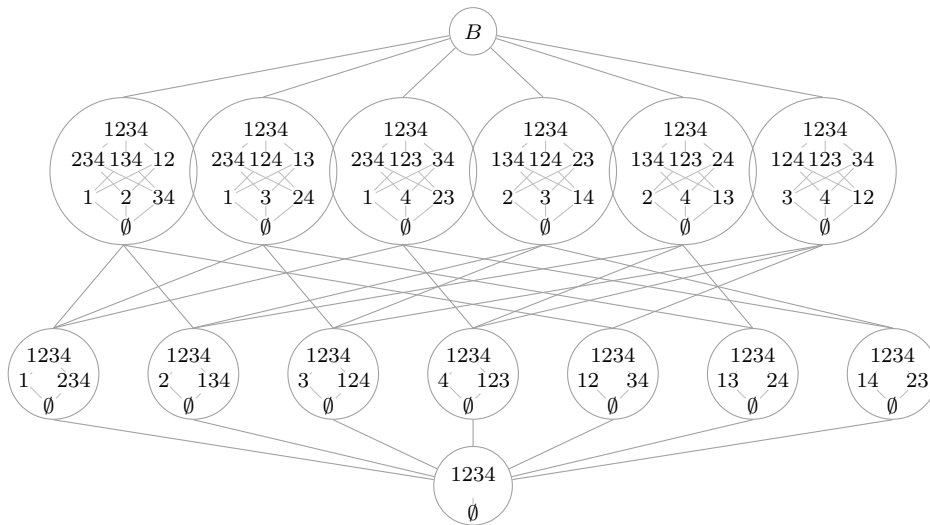 B
1234 1234 1234 1234 1234 1234
234 134 12 234 124 13 234 123 34 134 124 23 134 123 24 124 123 34
1 2 34 1 3 24 1 4 23 2 3 14 2 4 13 3 4 12
∅ ∅ ∅ ∅ ∅ ∅
1234 1234 1234 1234 1234 1234 1234
1 234 2 134 3 124 4 123 12 34 13 24 14 23
∅ ∅ ∅ ∅ ∅ ∅ ∅
1234
∅